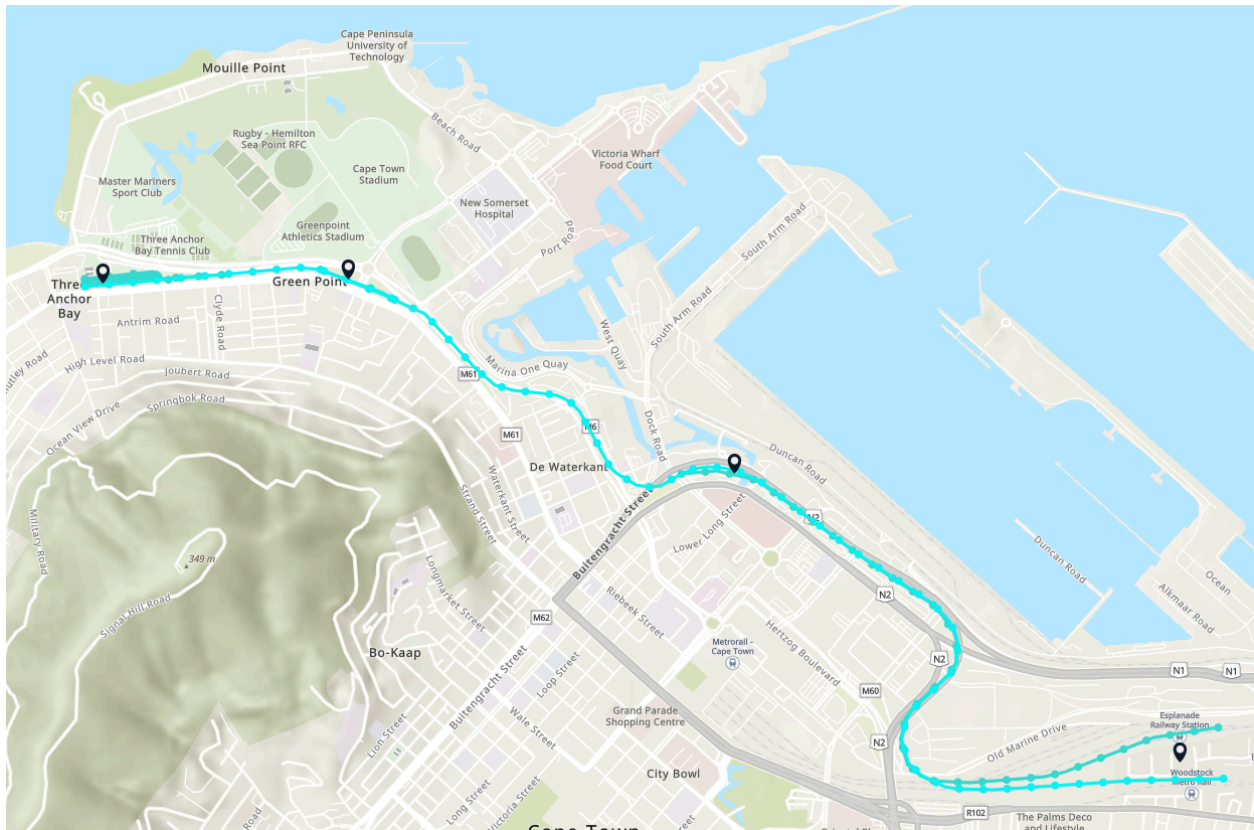 Cape Peninsula
University of
Technology
Mouille Point
Beach Road
Rugby - Hemilton
Sea Point RFC
Victoria Wharf
Food Court
Cape Town
Stadium
Master Mariners
Sport Club
New Somerset
Hospital
Greenpoint
Athletics Stadium
Three Anchor
Bay Tennis Club
Port Road
South Arm Road
Three
Anchor
Bay
Green Point
South Arm Road
Antrim Road
Clyde Road
West Quay
High Level Road
Marina One Quay
Joubert Road
M61
Springbok Road
Ocean View Drive
Dock Road
M6
M61
Duncan Road
De Waterkant
Waterkant Street
Strand Street
Buitengracht Street
Lower Long Street
N2
Military Road
349 m
Duncan Road
Ocean
Alkmaar Road
Longmarket Street
Signal Hill Road
Riebeek Street
N2
M62
Hertzog Boulevard
Metrorail -
Cape Town
Bo-Kaap
N2
N1
N1
Loop Street
Buitengracht Street
M60
Wale Street
Grand Parade
Shopping Centre
Lion Street
Esplanade
Railway Station
Old Marine Drive
N2
City Bowl
Woodstock
Metro Rail
Long Street
Victoria Street
R102
The Palms Deco
and Lifestyle
Cape Town